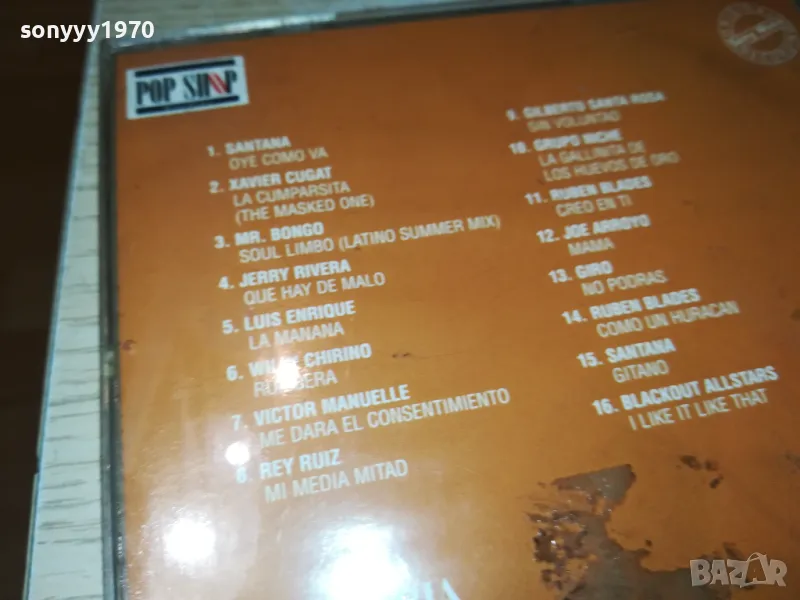 sonyyy1970
POP SHOP
1. SANTANA
OYE COMO VA
2. XAVIER CUGAT
LA CUMPARSITA
(THE MASKED ONE)
3. MR. BONGO
SOUL LIMBO (LATINO SUMMER MIX)
4. JERRY RIVERA
QUE HAY DE MALO
5. LUIS ENRIQUE
LA MANANA
6. WILLY CHIRINO
RUMBERA
7. VICTOR MANUELLE
ME DARA EL CONSENTIMIENTO
8. REY RUIZ
MI MEDIA MITAD
9. GILBERTO SANTA ROSA
SIN VOLUNTAD
10. GRUPO NICHE
LA GALLINITA DE
LOS HUEVOS DE ORO
11. RUBEN BLADES
CREO EN TI
12. JOE ARROYO
MAMA
13. GIRO
NO PODRAS
14. RUBEN BLADES
COMO UN HURACAN
15. SANTANA
GITANO
16. BLACKOUT ALLSTARS
I LIKE IT LIKE THAT
BAZAR